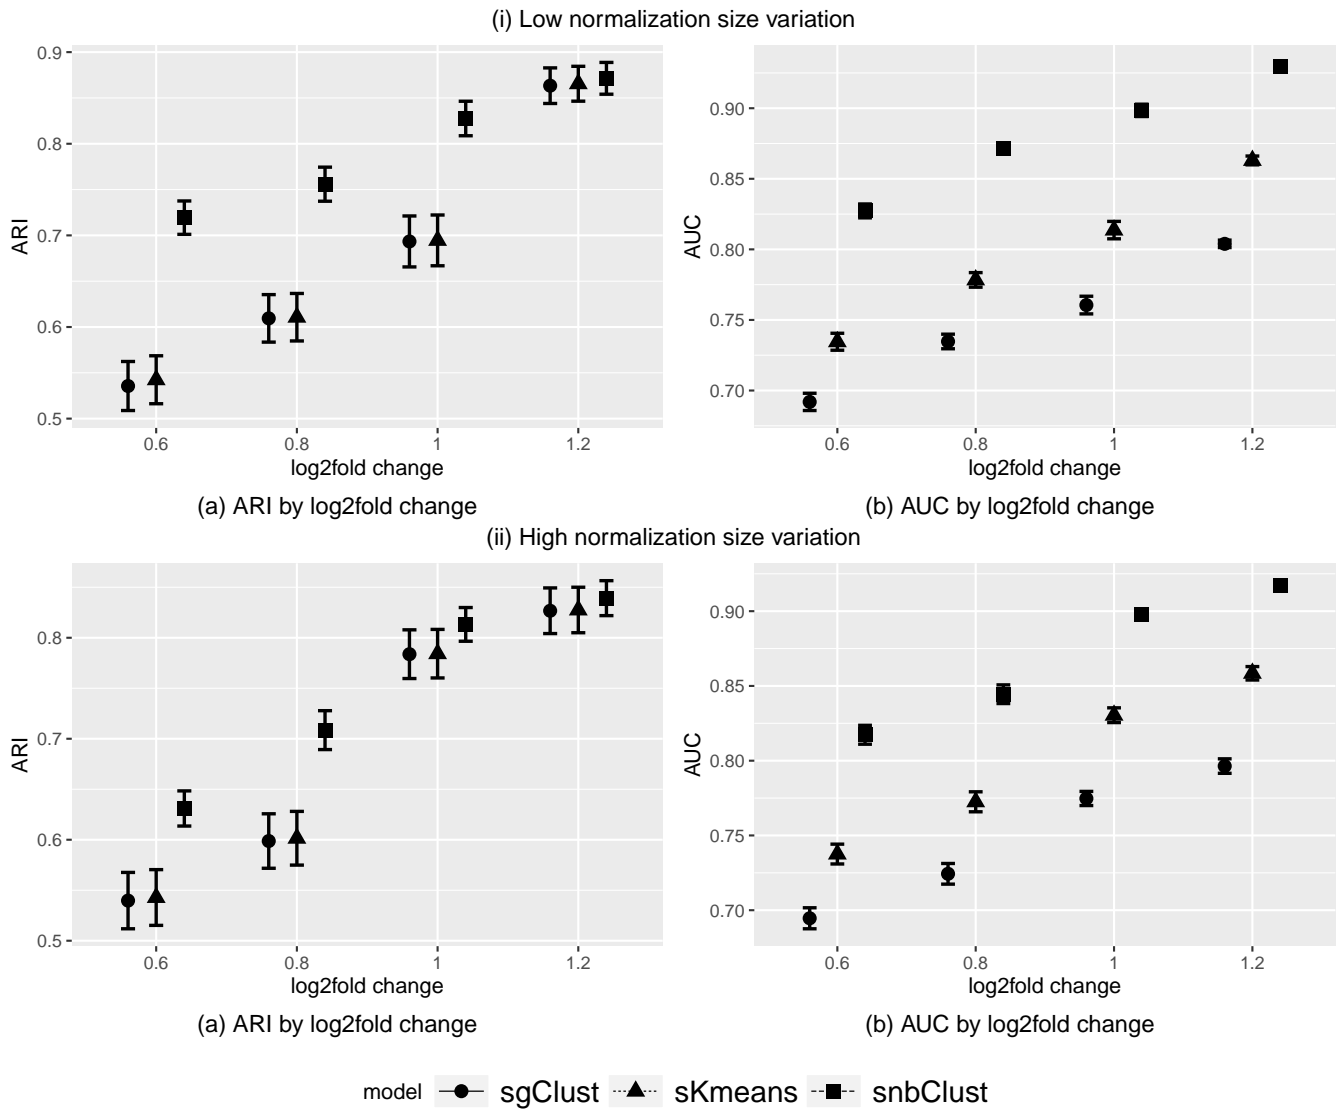 (i) Low normalization size variation
0.9
0.8
0.7
0.6
0.5
ARI
0.6 0.8 1 1.2
log2fold change
(a) ARI by log2fold change
0.90
0.85
0.80
0.75
0.70
AUC
0.6 0.8 1 1.2
log2fold change
(b) AUC by log2fold change
(ii) High normalization size variation
0.8
0.7
0.6
0.5
ARI
0.6 0.8 1 1.2
log2fold change
(a) ARI by log2fold change
0.90
0.85
0.80
0.75
0.70
AUC
0.6 0.8 1 1.2
log2fold change
(b) AUC by log2fold change
model sgClust sKmeans snbClust